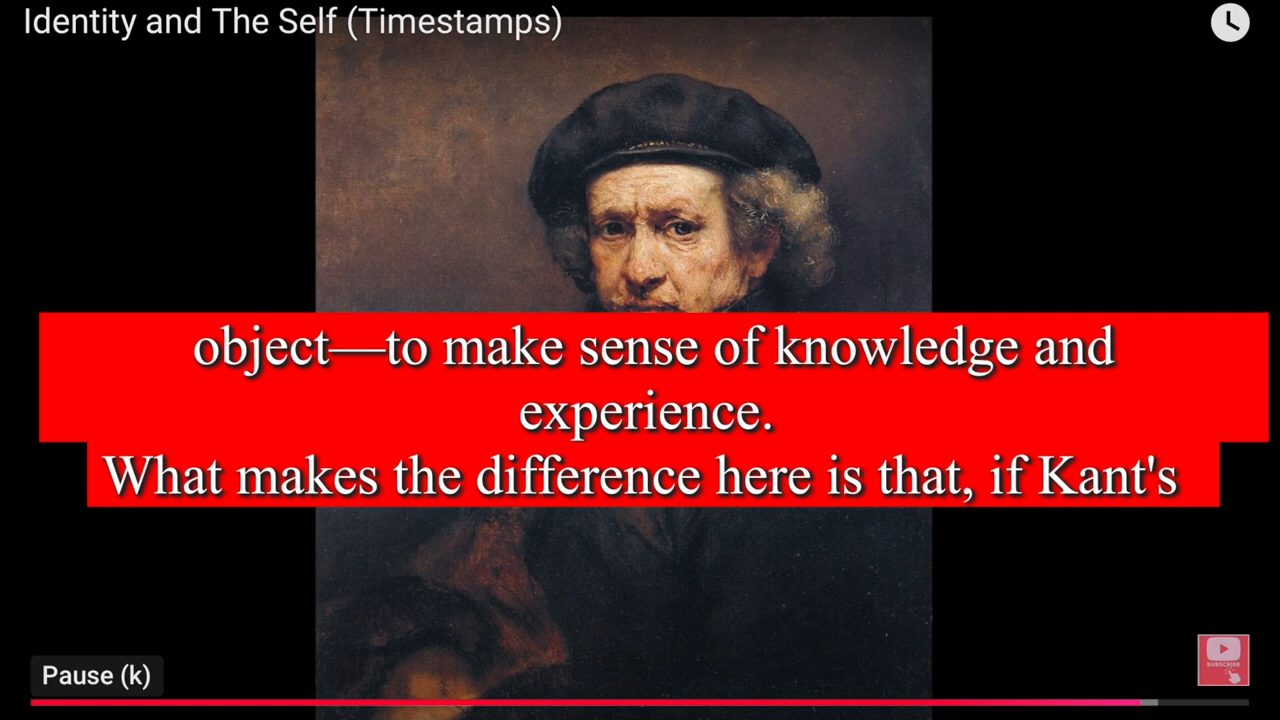 Identity and The Self (Timestamps)
object—to make sense of knowledge and
experience.
What makes the difference here is that, if Kant's
Pause (k)
SUBSCRIBE